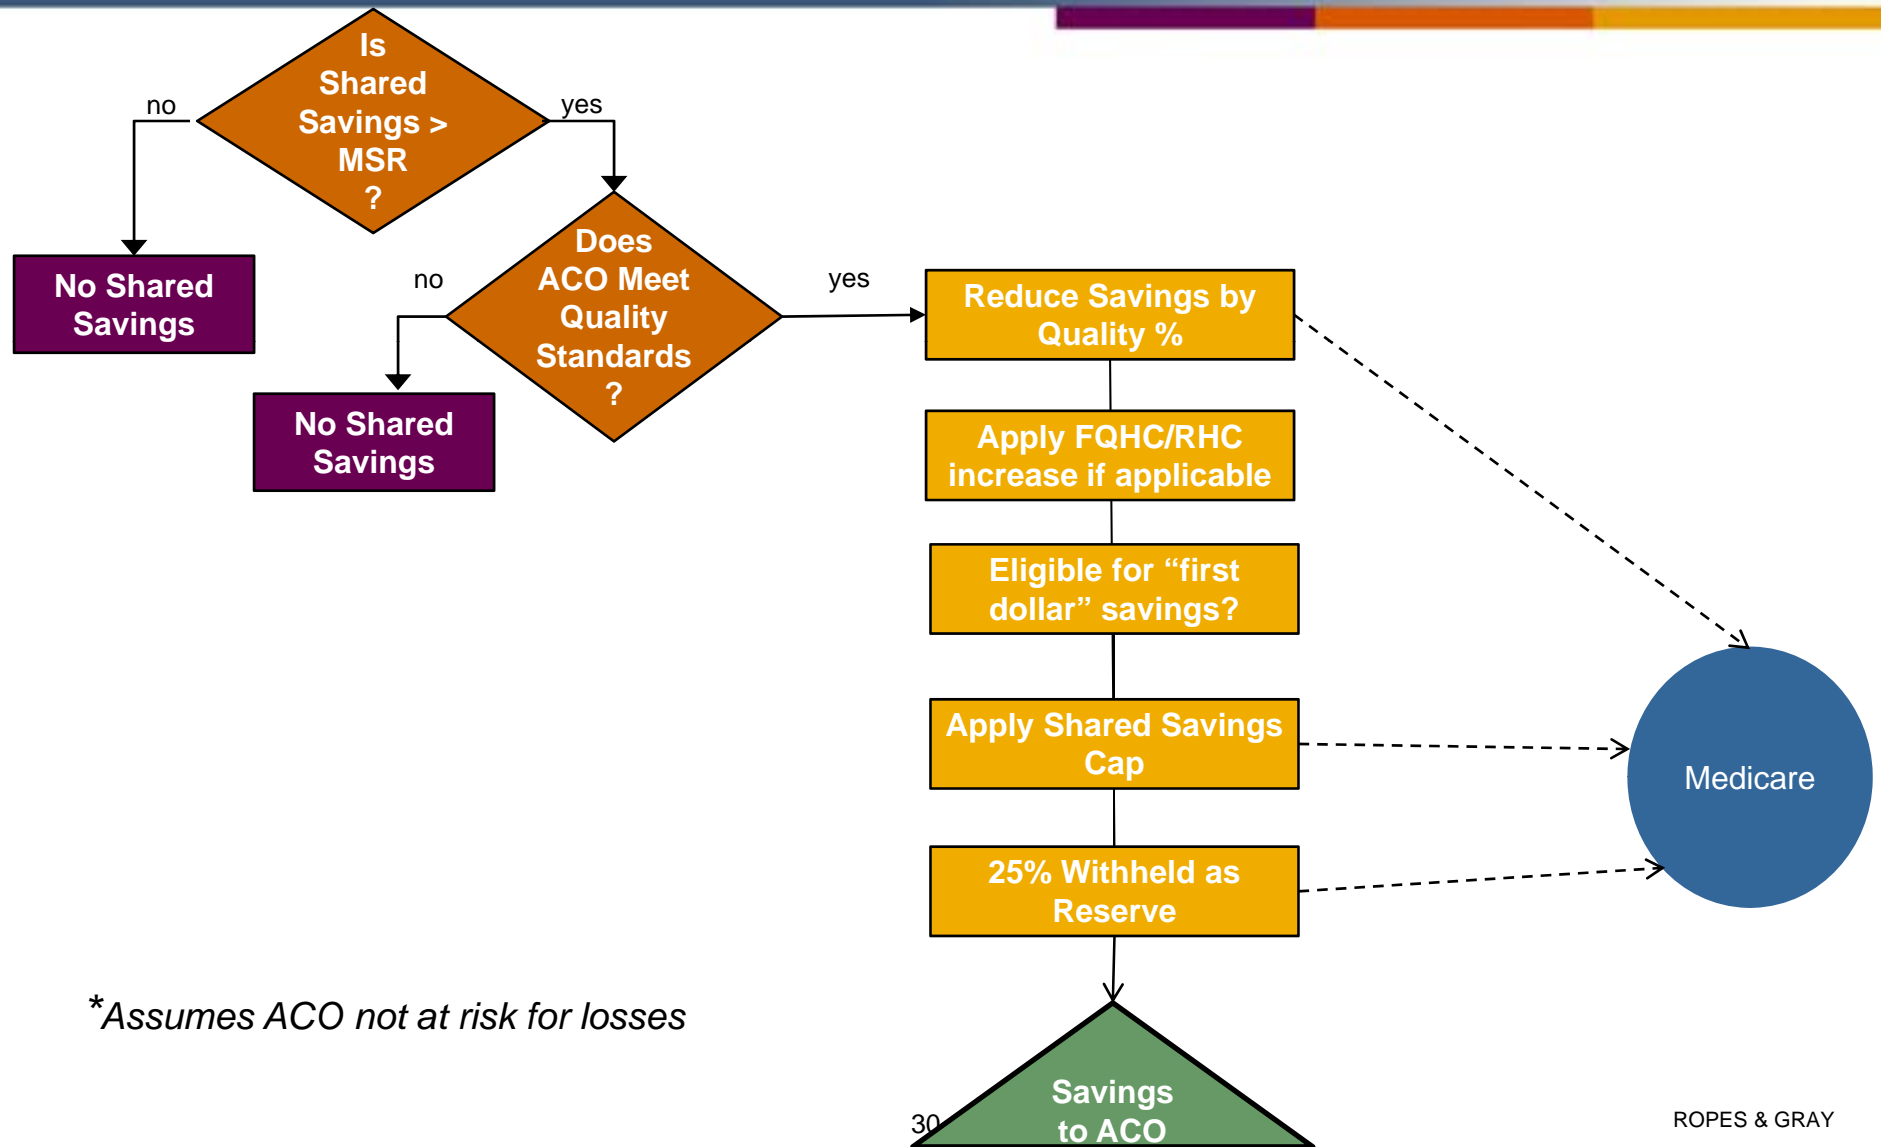 Is
Shared
Savings >
MSR
?
no
yes
No Shared
Savings
Does
ACO Meet
Quality
Standards
?
no
yes
No Shared
Savings
Reduce Savings by
Quality %
Apply FQHC/RHC
increase if applicable
Eligible for “first
dollar” savings?
Apply Shared Savings
Cap
25% Withheld as
Reserve
Medicare
*Assumes ACO not at risk for losses
Savings
to ACO
30
ROPES & GRAY